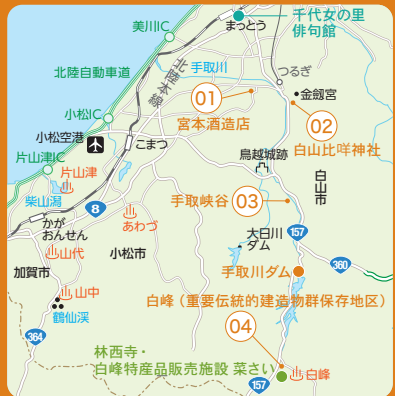 千代女の里
俳句館
美川IC
まっとう
手取川
北陸自動車道
北陸本線
つるぎ
01
宮本酒造店
金劔宮
02
白山比咩神社
小松IC
小松空港
こまつ
鳥越城跡
片山津IC
片山津
柴山潟
白山市
手取峡谷
03
8
あわづ
かが
おんせん
山代
小松市
大日川
ダム
157
360
手取川ダム
加賀市
山中
鶴仙渓
白峰（重要伝統的建造物群保存地区）
04
364
林西寺・
白峰特産品販売施設 菜さい
白峰
157